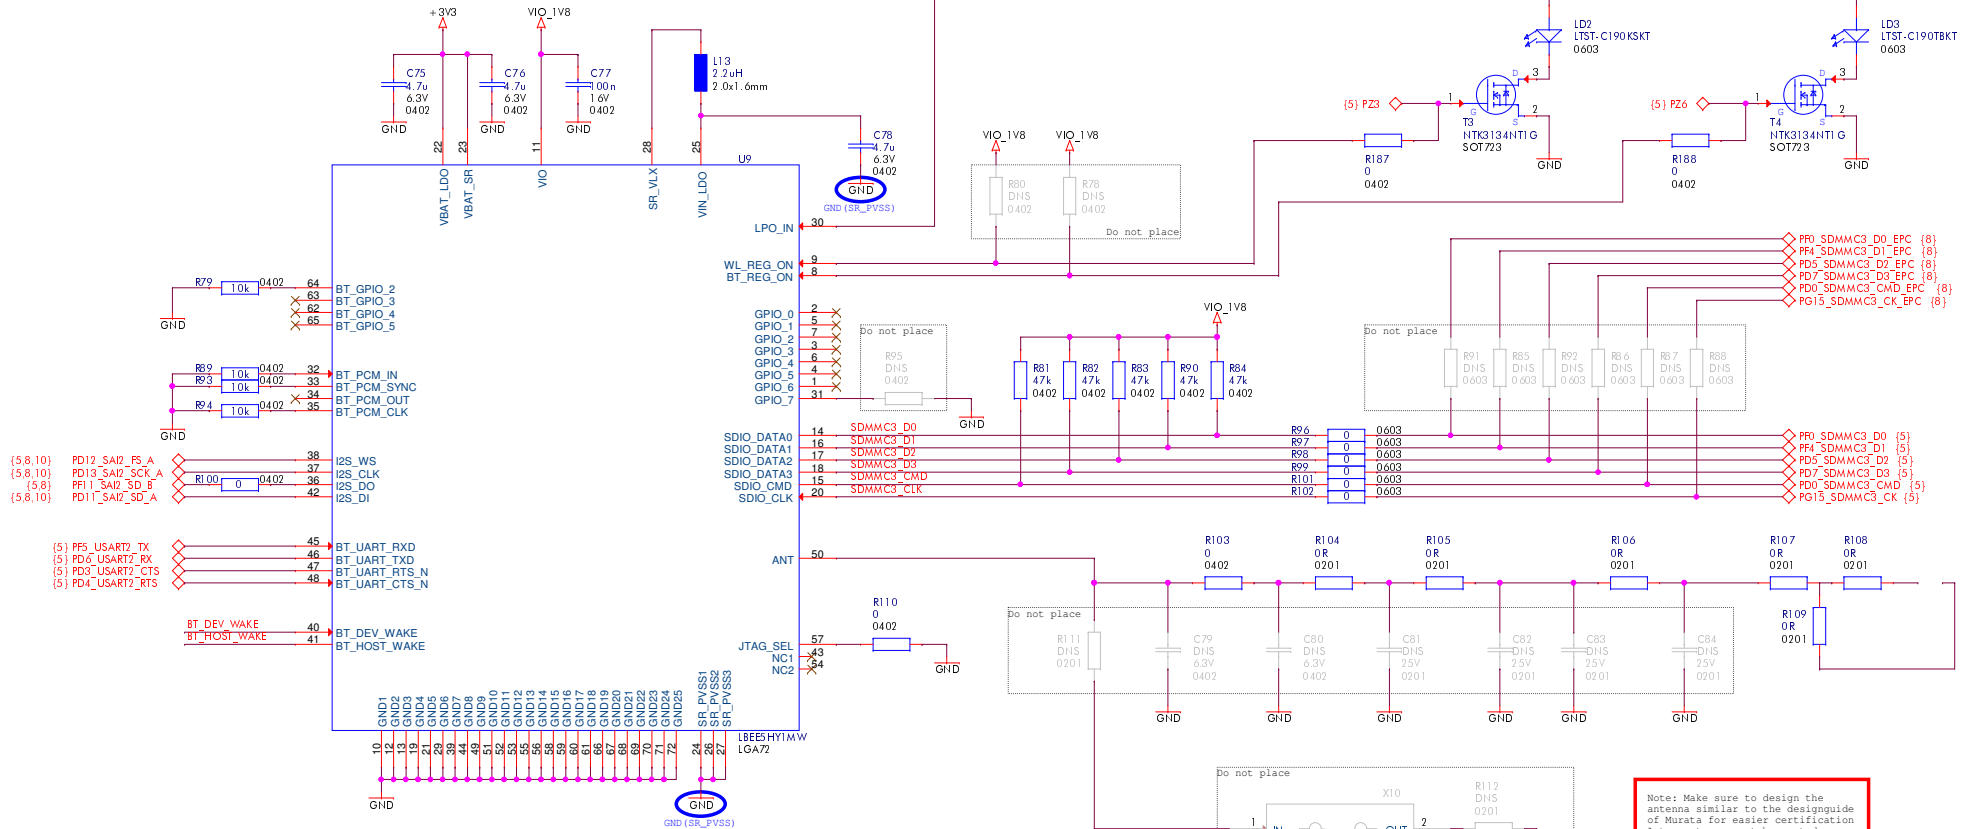 +3V3
VIO_1V8
C75
4.7u
6.3V
0402
GND
C76
4.7u
6.3V
0402
GND
C77
100n
16V
0402
GND
L13
2.2uH
2.0x1.6mm
C78
4.7u
6.3V
0402
GND
GND(SR_PVSS)
22
23
11
28
25
U9
VBAT_LDO
VBAT_SR
VIO
SR_VLX
VIN_LDO
LD2
LTST-C190KSKT
0603
LD3
LTST-C190TBKT
0603
{5} PZ3
1
D
3
G
S
2
T3
NTK3134NT1G
SOT723
GND
R187
0
0402
{5} PZ6
1
D
3
G
S
2
T4
NTK3134NT1G
SOT723
GND
R188
0
0402
VIO_1V8
VIO_1V8
R80
DNS
0402
R78
DNS
0402
Do not place
LPO_IN 30
WL_REG_ON 9
BT_REG_ON 8
R79 10k 0402
GND
64 BT_GPIO_2
63 BT_GPIO_3
62 BT_GPIO_4
65 BT_GPIO_5
GPIO_0 2
GPIO_1 5
GPIO_2 7
GPIO_3 3
GPIO_4 6
GPIO_5 4
GPIO_6 1
GPIO_7 31
Do not place
R95
DNS
0402
GND
R89 10k 0402 32 BT_PCM_IN
R93 10k 0402 33 BT_PCM_SYNC
34 BT_PCM_OUT
R94 10k 0402 35 BT_PCM_CLK
GND
VIO_1V8
R81
47k
0402
R82
47k
0402
R83
47k
0402
R90
47k
0402
R84
47k
0402
Do not place
R91
DNS
0603
R85
DNS
0603
R92
DNS
0603
R86
DNS
0603
R87
DNS
0603
R88
DNS
0603
PF0_SDMMC3_D0_EPC {8}
PF4_SDMMC3_D1_EPC {8}
PD5_SDMMC3_D2_EPC {8}
PD7_SDMMC3_D3_EPC {8}
PD0_SDMMC3_CMD_EPC {8}
PG15_SDMMC3_CK_EPC {8}
SDIO_DATA0 14 SDMMC3_D0 R96 0 0603 PF0_SDMMC3_D0 {5}
SDIO_DATA1 16 SDMMC3_D1 R97 0 0603 PF4_SDMMC3_D1 {5}
SDIO_DATA2 17 SDMMC3_D2 R98 0 0603 PD5_SDMMC3_D2 {5}
SDIO_DATA3 18 SDMMC3_D3 R99 0 0603 PD7_SDMMC3_D3 {5}
SDIO_CMD 15 SDMMC3_CMD R101 0 0603 PD0_SDMMC3_CMD {5}
SDIO_CLK 20 SDMMC3_CLK R102 0 0603 PG15_SDMMC3_CK {5}
{5,8,10} PD12_SAI2_FS_A 38 I2S_WS
{5,8,10} PD13_SAI2_SCK_A 37 I2S_CLK
{5,8} PF11_SAI2_SD_B R100 0 0402 36 I2S_DO
{5,8,10} PD11_SAI2_SD_A 42 I2S_DI
{5} PF5_USART2_TX 45 BT_UART_RXD
{5} PD6_USART2_RX 46 BT_UART_TXD
{5} PD3_USART2_CTS 47 BT_UART_RTS_N
{5} PD4_USART2_RTS 48 BT_UART_CTS_N
BT_DEV_WAKE 40 BT_DEV_WAKE
BT_HOST_WAKE 41 BT_HOST_WAKE
ANT 50
R103
0
0402
R104
0R
0201
R105
0R
0201
R106
0R
0201
R107
0R
0201
R108
0R
0201
R109
0R
0201
R110
0
0402
JTAG_SEL 57
NC1 43
NC2 54
GND
Do not place
R111
DNS
0201
C79
DNS
6.3V
0402
C80
DNS
6.3V
0402
C81
DNS
25V
0201
C82
DNS
25V
0201
C83
DNS
25V
0201
C84
DNS
25V
0201
GND
GND
GND
GND
GND
GND
GND1
GND2
GND3
GND4
GND5
GND6
GND7
GND8
GND9
GND10
GND11
GND12
GND13
GND14
GND15
GND16
GND17
GND18
GND19
GND20
GND21
GND22
GND23
GND24
GND25
SR_PVSS1
SR_PVSS2
SR_PVSS3
10
12
13
19
21
29
39
44
49
51
52
53
55
56
58
59
60
61
66
67
68
69
70
71
72
24
26
27
LBEE5HY1MW
LGA72
GND
GND
GND(SR_PVSS)
Do not place
X10
1
IN
OUT
2
R112
DNS
0201
Note: Make sure to design the
antenna similar to the designguide
of Murata for easier certification